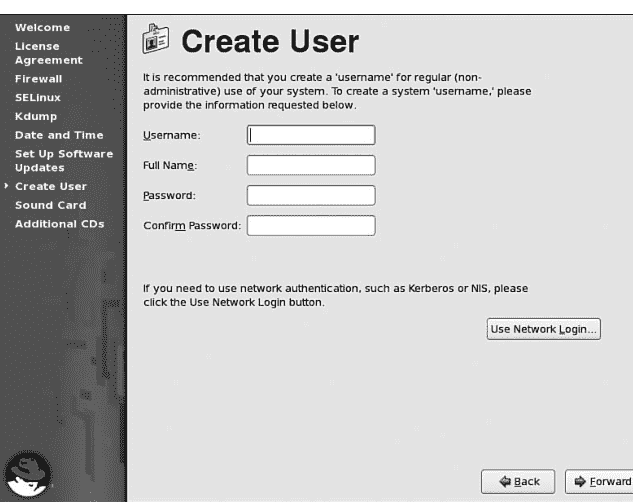 Welcome
License
Agreement
Firewall
SELinux
Kdump
Date and Time
Set Up Software
Updates
Create User
Sound Card
Additional CDs
Create User
It is recommended that you create a 'username' for regular (non-
administrative) use of your system. To create a system 'username,' please
provide the information requested below.
Username:
Full Name:
Password:
Confirm Password:
If you need to use network authentication, such as Kerberos or NIS, please
click the Use Network Login button.
Use Network Login...
Back
Forward